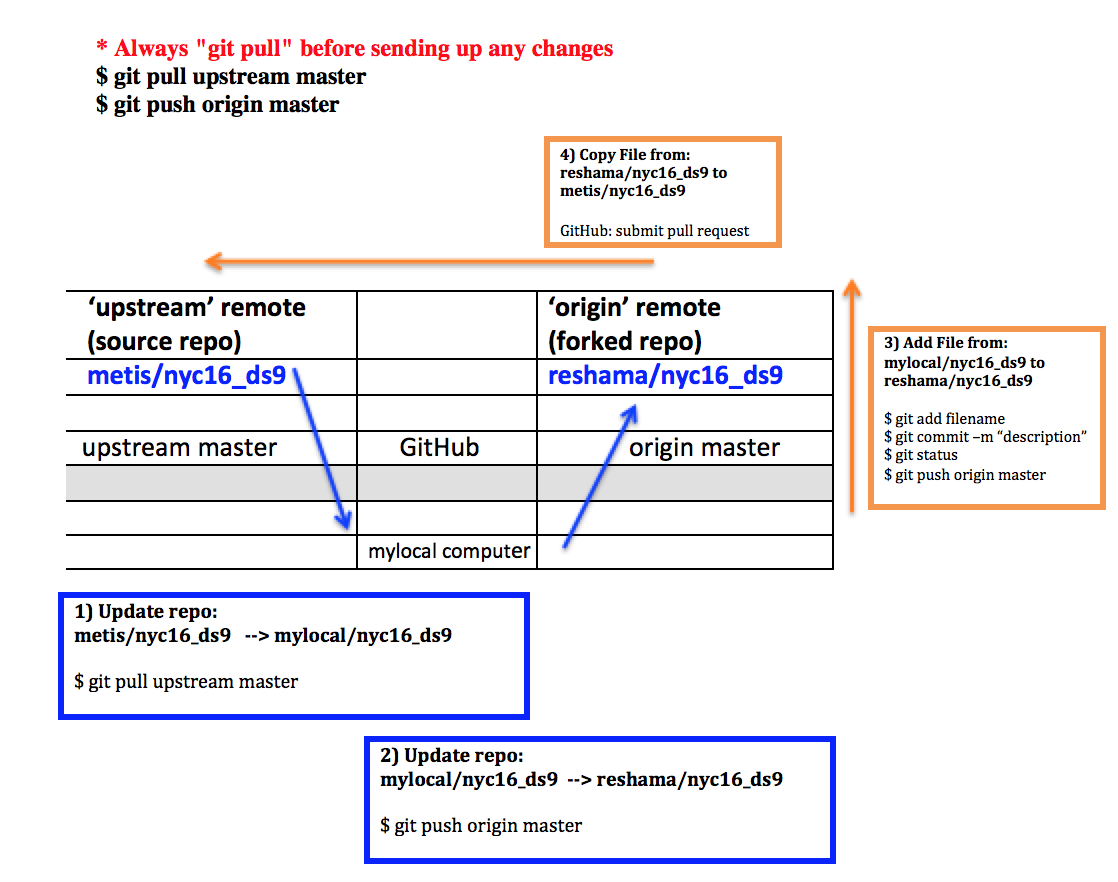 * Always "git pull" before sending up any changes
$ git pull upstream master
$ git push origin master
4) Copy File from:
reshama/nyc16_ds9 to
metis/nyc16_ds9
GitHub: submit pull request
‘upstream’ remote
(source repo)
‘origin’ remote
(forked repo)
metis/nyc16_ds9
reshama/nyc16_ds9
upstream master
GitHub
origin master
mylocal computer
3) Add File from:
mylocal/nyc16_ds9 to
reshama/nyc16_ds9
$ git add filename
$ git commit –m “description”
$ git status
$ git push origin master
1) Update repo:
metis/nyc16_ds9 --> mylocal/nyc16_ds9
$ git pull upstream master
2) Update repo:
mylocal/nyc16_ds9 --> reshama/nyc16_ds9
$ git push origin master